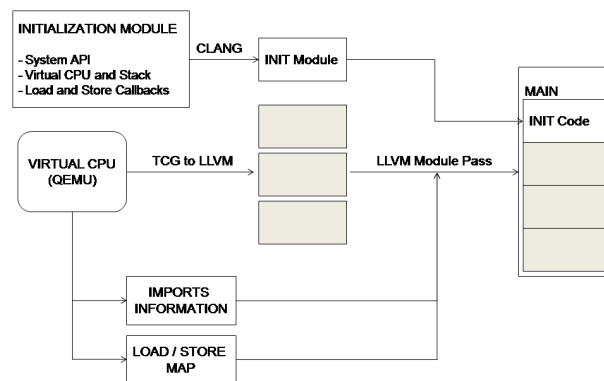 INITIALIZATION MODULE
- System API
- Virtual CPU and Stack
- Load and Store Callbacks
CLANG
INIT Module
MAIN
INIT Code
VIRTUAL CPU
(QEMU)
TCG to LLVM
LLVM Module Pass
IMPORTS
INFORMATION
LOAD / STORE
MAP